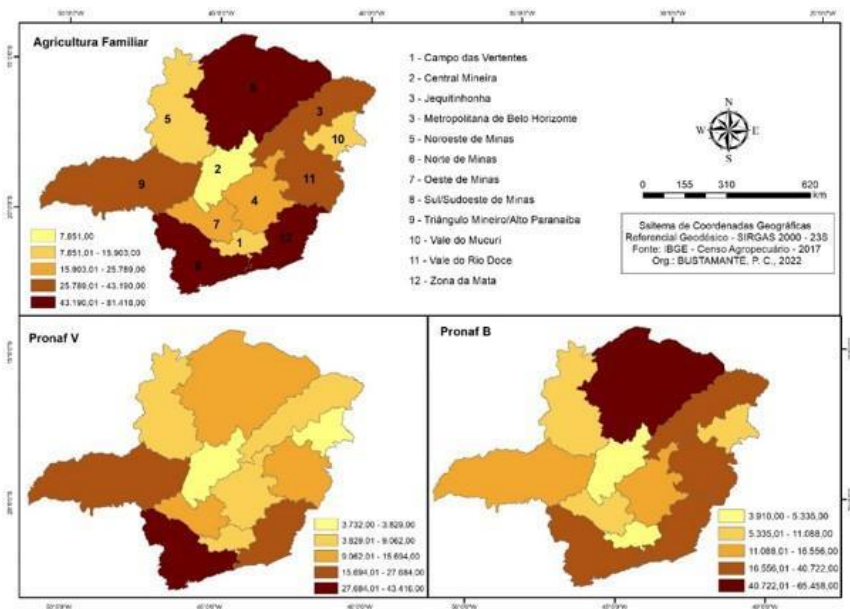 Agricultura Familiar
1 - Campo das Vertentes
2 - Central Mineira
3 - Jequitinhonha
3 - Metropolitana de Belo Horizonte
5 - Noroeste de Minas
6 - Norte de Minas
7 - Oeste de Minas
8 - Sul/Sudoeste de Minas
9 - Triângulo Mineiro/Alto Paranaíba
10 - Vale do Mucuri
11 - Vale do Rio Doce
12 - Zona da Mata
N
W E
S
0 155 310 620
km
Ssitema de Coordenadas Geográficas
Referencial Geodésico - SIRGAS 2000 - 23S
Fonte: IBGE - Censo Agropecuário - 2017
Org.: BUSTAMANTE, P. C., 2022
6
3
5
10
2
9
4
11
7
1
12
8
7.651,00
7.651,01 - 15.903,00
15.903,01 - 25.789,00
25.789,01 - 43.190,00
43.190,01 - 81.418,00
Pronaf V
3.732,00 - 3.829,00
3.829,01 - 9.062,00
9.062,01 - 15.694,00
15.694,01 - 27.684,00
27.684,01 - 43.416,00
Pronaf B
3.910,00 - 5.335,00
5.335,01 - 11.088,00
11.088,01 - 16.556,00
16.556,01 - 40.722,00
40.722,01 - 65.458,00